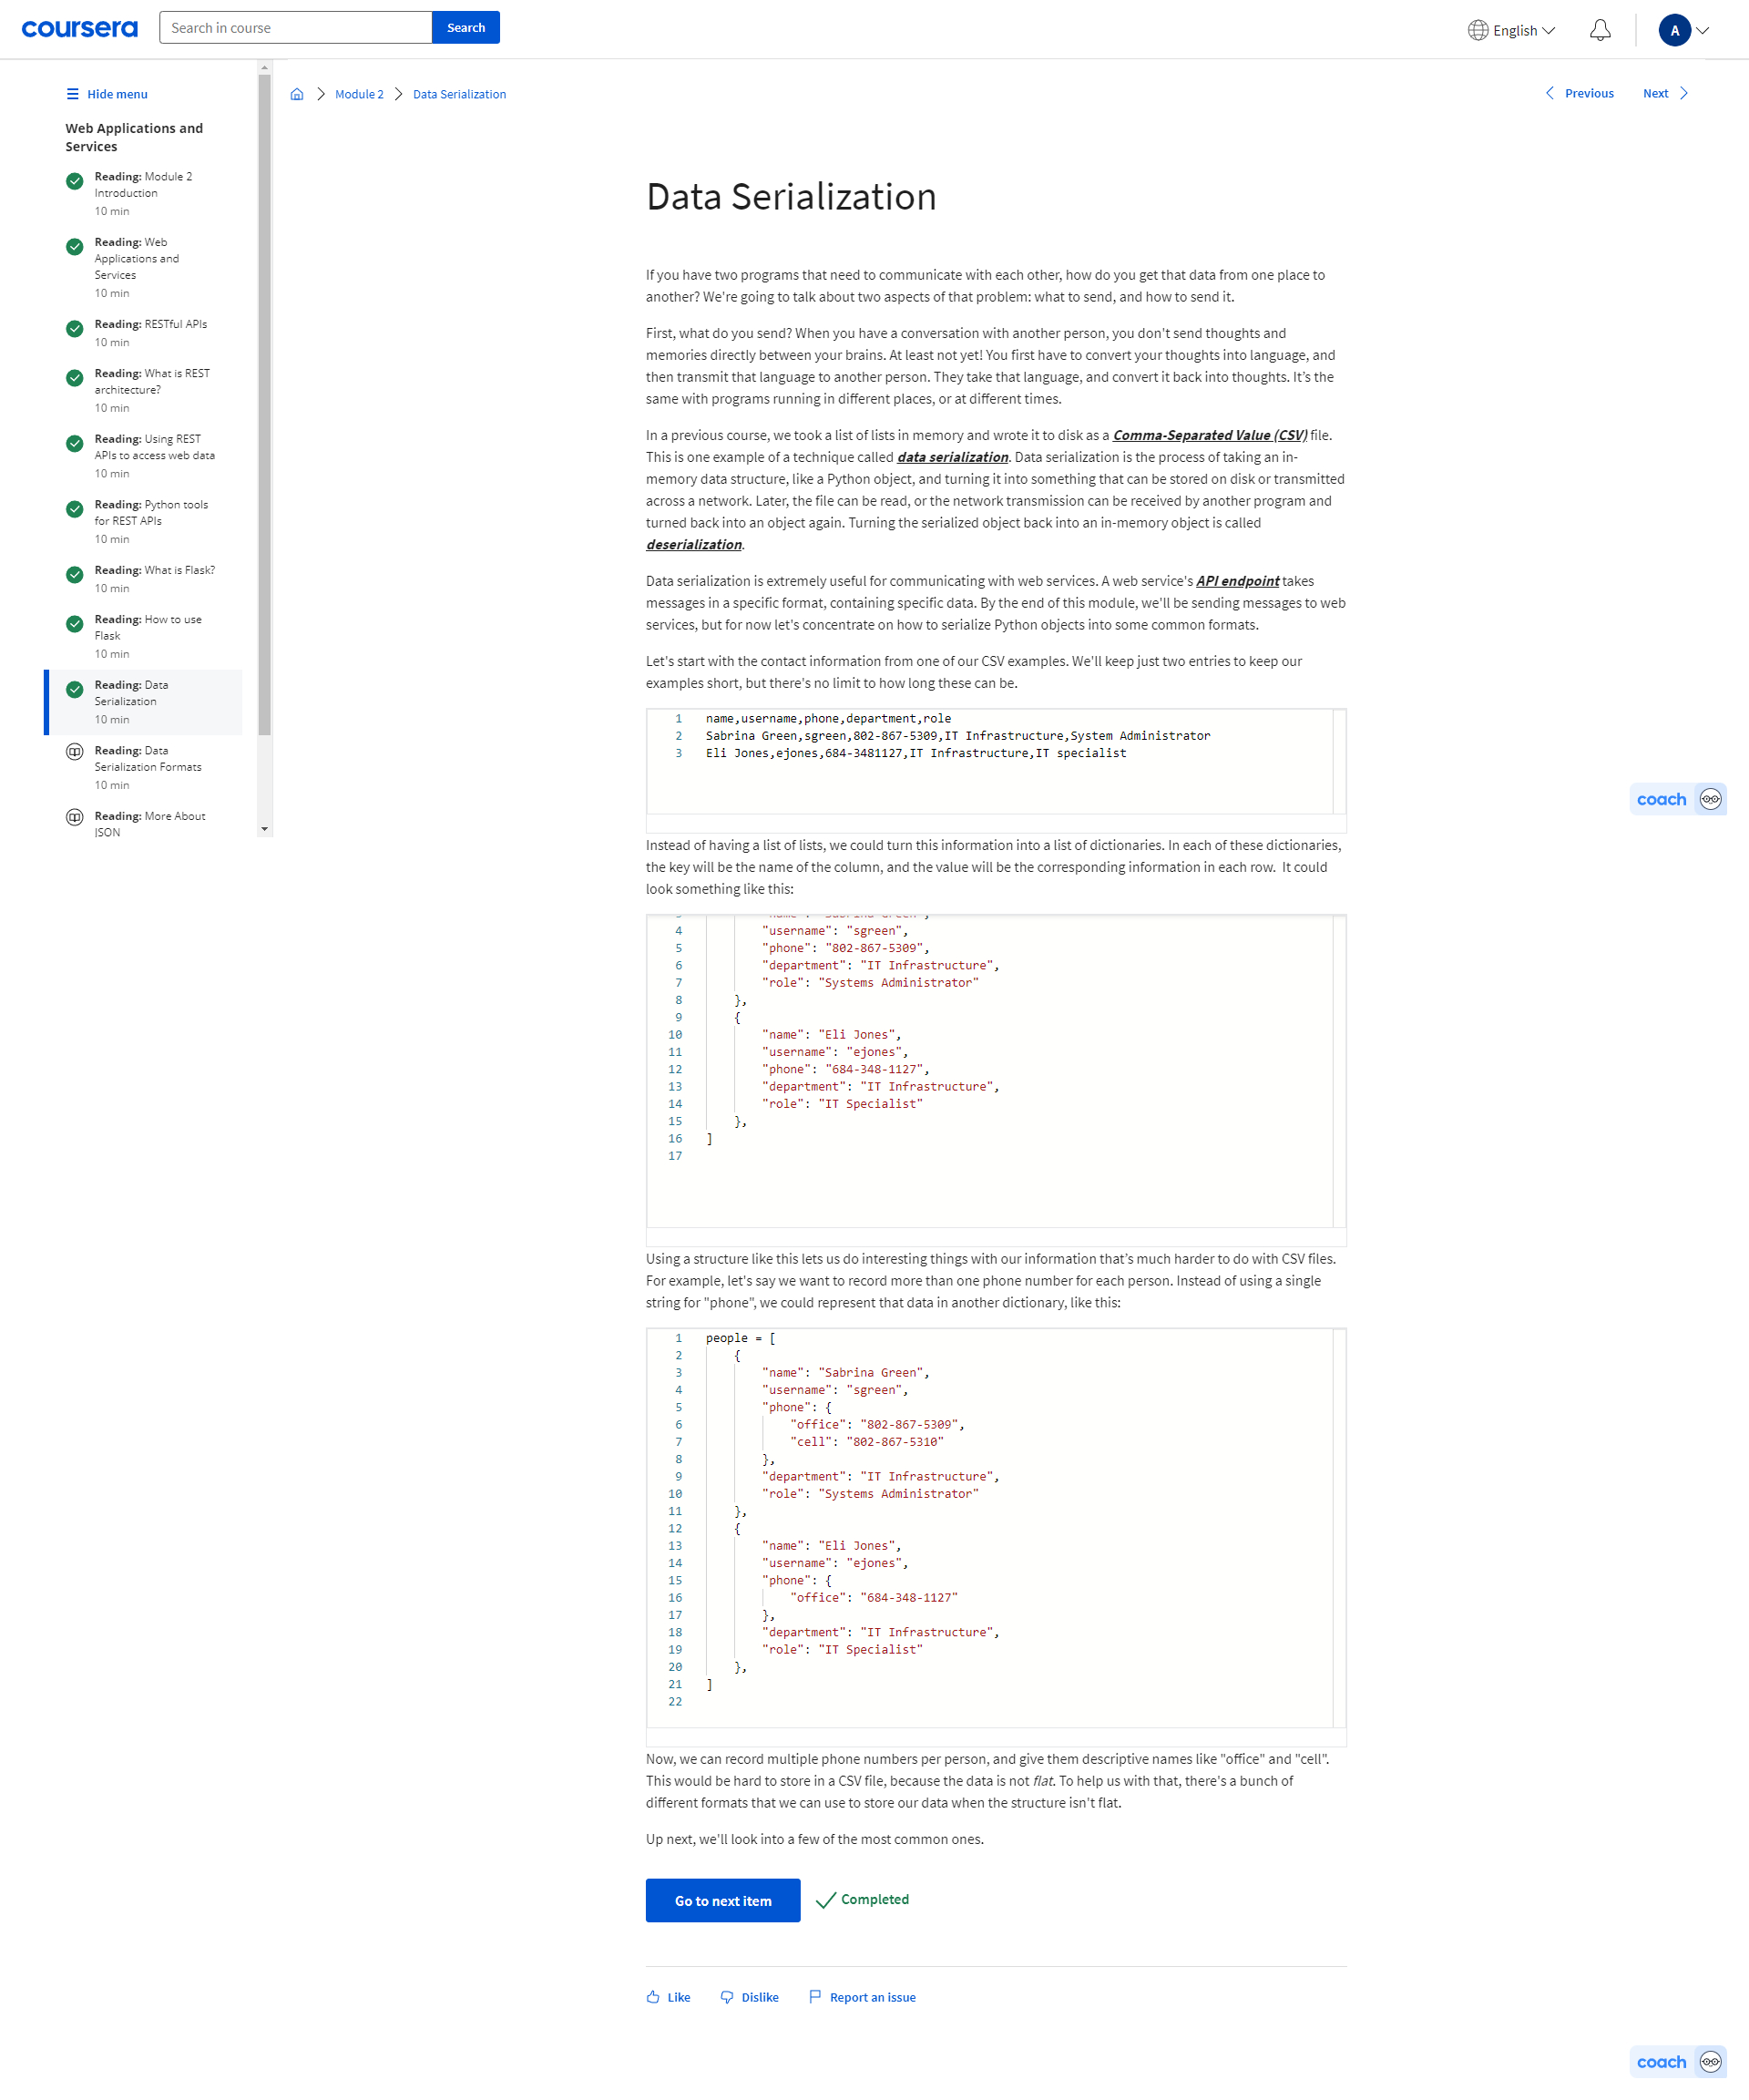 coursera
Search in course
Search
English
A
Hide menu
Web Applications and
Services
Reading: Module 2
Introduction
10 min
Reading: Web
Applications and
Services
10 min
Reading: RESTful APIs
10 min
Reading: What is REST
architecture?
10 min
Reading: Using REST
APIs to access web data
10 min
Reading: Python tools
for REST APIs
10 min
Reading: What is Flask?
10 min
Reading: How to use
Flask
10 min
Reading: Data
Serialization
10 min
Reading: Data
Serialization Formats
10 min
Reading: More About
JSON
Module 2
Data Serialization
Previous
Next
Data Serialization
If you have two programs that need to communicate with each other, how do you get that data from one place to
another? We're going to talk about two aspects of that problem: what to send, and how to send it.
First, what do you send? When you have a conversation with another person, you don't send thoughts and
memories directly between your brains. At least not yet! You first have to convert your thoughts into language, and
then transmit that language to another person. They take that language, and convert it back into thoughts. It’s the
same with programs running in different places, or at different times.
In a previous course, we took a list of lists in memory and wrote it to disk as a Comma-Separated Value (CSV) file.
This is one example of a technique called data serialization. Data serialization is the process of taking an in-
memory data structure, like a Python object, and turning it into something that can be stored on disk or transmitted
across a network. Later, the file can be read, or the network transmission can be received by another program and
turned back into an object again. Turning the serialized object back into an in-memory object is called
deserialization.
Data serialization is extremely useful for communicating with web services. A web service's API endpoint takes
messages in a specific format, containing specific data. By the end of this module, we'll be sending messages to web
services, but for now let's concentrate on how to serialize Python objects into some common formats.
Let's start with the contact information from one of our CSV examples. We'll keep just two entries to keep our
examples short, but there's no limit to how long these can be.
1 name,username,phone,department,role
2 Sabrina Green,sgreen,802-867-5309,IT Infrastructure,System Administrator
3 Eli Jones,ejones,684-3481127,IT Infrastructure,IT specialist
coach
Instead of having a list of lists, we could turn this information into a list of dictionaries. In each of these dictionaries,
the key will be the name of the column, and the value will be the corresponding information in each row. It could
look something like this:
3 "name": "Sabrina Green",
4 "username": "sgreen",
5 "phone": "802-867-5309",
6 "department": "IT Infrastructure",
7 "role": "Systems Administrator"
8 },
9 {
10 "name": "Eli Jones",
11 "username": "ejones",
12 "phone": "684-348-1127",
13 "department": "IT Infrastructure",
14 "role": "IT Specialist"
15 },
16 ]
17
Using a structure like this lets us do interesting things with our information that’s much harder to do with CSV files.
For example, let's say we want to record more than one phone number for each person. Instead of using a single
string for "phone", we could represent that data in another dictionary, like this:
1 people = [
2 {
3 "name": "Sabrina Green",
4 "username": "sgreen",
5 "phone": {
6 "office": "802-867-5309",
7 "cell": "802-867-5310"
8 },
9 "department": "IT Infrastructure",
10 "role": "Systems Administrator"
11 },
12 {
13 "name": "Eli Jones",
14 "username": "ejones",
15 "phone": {
16 "office": "684-348-1127"
17 },
18 "department": "IT Infrastructure",
19 "role": "IT Specialist"
20 },
21 ]
22
Now, we can record multiple phone numbers per person, and give them descriptive names like "office" and "cell".
This would be hard to store in a CSV file, because the data is not flat. To help us with that, there's a bunch of
different formats that we can use to store our data when the structure isn't flat.
Up next, we'll look into a few of the most common ones.
Go to next item
Completed
Like
Dislike
Report an issue
coach